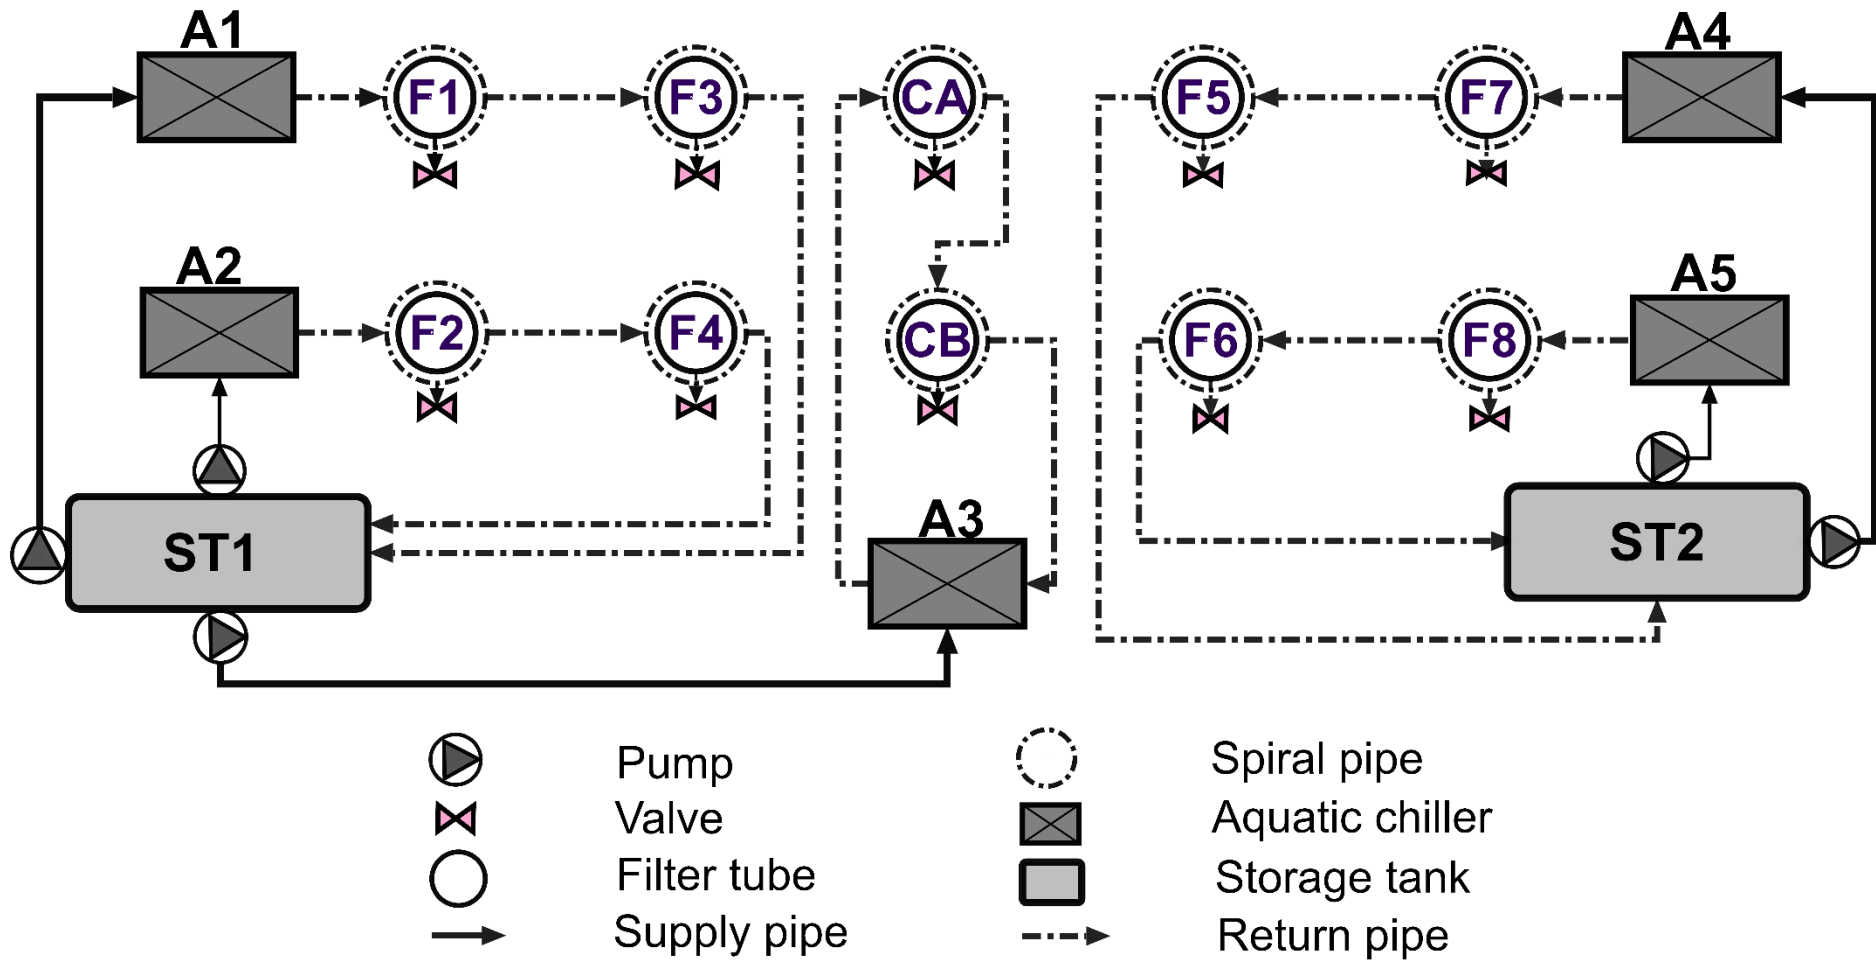 A1
A4
F1
F3
CA
F5
F7
A2
A5
F2
F4
CB
F6
F8
A3
ST1
ST2
Pump
Spiral pipe
Valve
Aquatic chiller
Filter tube
Storage tank
Supply pipe
Return pipe